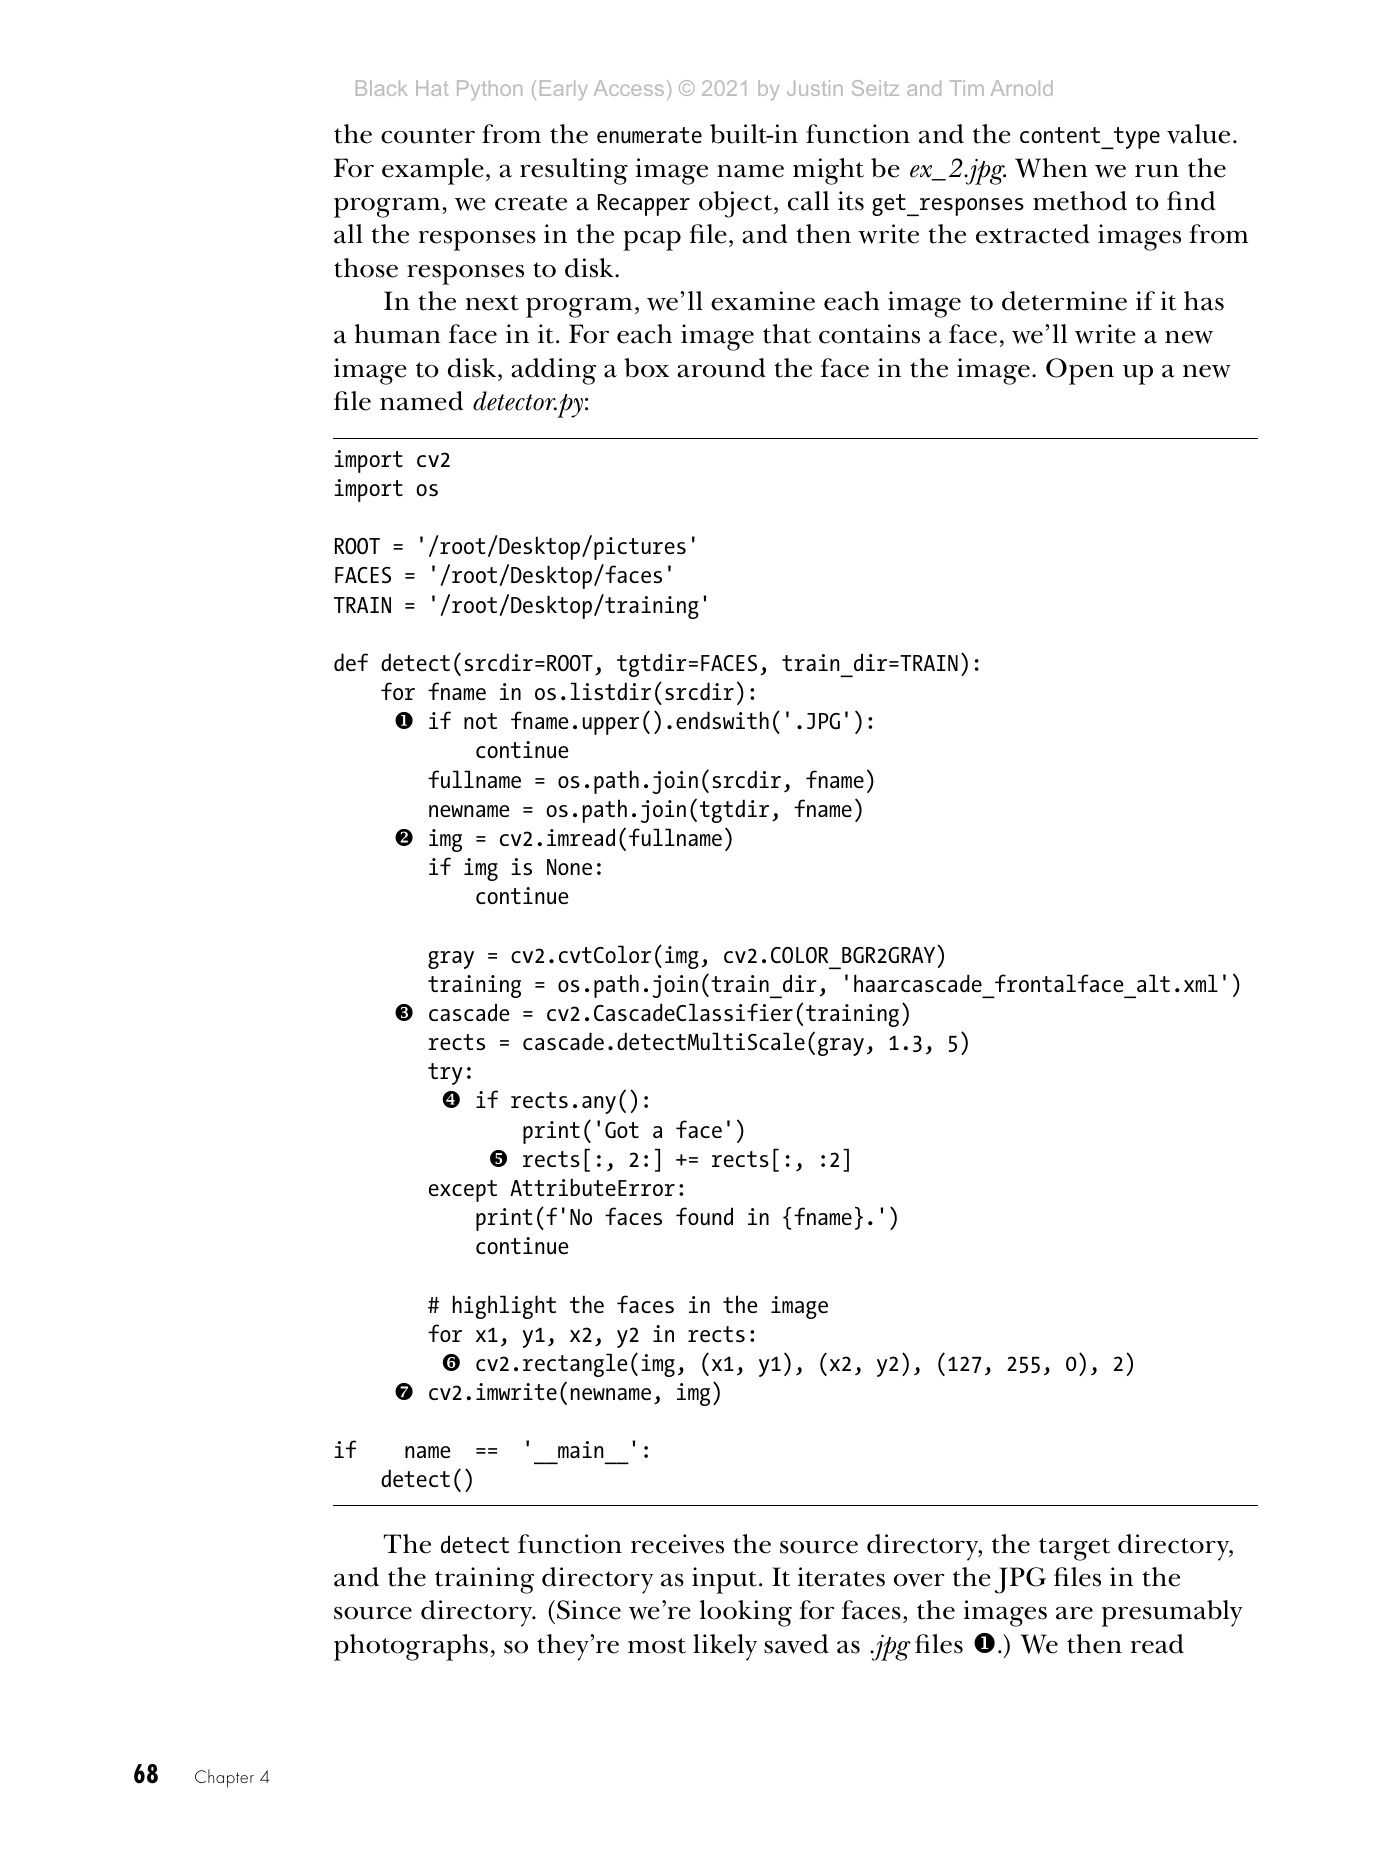 Black Hat Python (Early Access) © 2021 by Justin Seitz and Tim Arnold
the counter from the enumerate built-in function and the content_type value.
For example, a resulting image name might be ex_2.jpg. When we run the
program, we create a Recapper object, call its get_responses method to find
all the responses in the pcap file, and then write the extracted images from
those responses to disk.
In the next program, we’ll examine each image to determine if it has
a human face in it. For each image that contains a face, we’ll write a new
image to disk, adding a box around the face in the image. Open up a new
file named detector.py:
import cv2
import os
ROOT = '/root/Desktop/pictures'
FACES = '/root/Desktop/faces'
TRAIN = '/root/Desktop/training'
def detect(srcdir=ROOT, tgtdir=FACES, train_dir=TRAIN):
    for fname in os.listdir(srcdir):
     ❶ if not fname.upper().endswith('.JPG'):
            continue
        fullname = os.path.join(srcdir, fname)
        newname = os.path.join(tgtdir, fname)
     ❷ img = cv2.imread(fullname)
        if img is None:
            continue
        gray = cv2.cvtColor(img, cv2.COLOR_BGR2GRAY)
        training = os.path.join(train_dir, 'haarcascade_frontalface_alt.xml')
     ❸ cascade = cv2.CascadeClassifier(training)
        rects = cascade.detectMultiScale(gray, 1.3, 5)
        try:
         ❹ if rects.any():
                print('Got a face')
             ❺ rects[:, 2:] += rects[:, :2]
        except AttributeError:
            print(f'No faces found in {fname}.')
            continue
        # highlight the faces in the image
        for x1, y1, x2, y2 in rects:
         ❻ cv2.rectangle(img, (x1, y1), (x2, y2), (127, 255, 0), 2)
     ❼ cv2.imwrite(newname, img)
if    name  ==  '__main__':
    detect()
The detect function receives the source directory, the target directory,
and the training directory as input. It iterates over the JPG files in the
source directory. (Since we’re looking for faces, the images are presumably
photographs, so they’re most likely saved as .jpg files ❶.) We then read
68 Chapter 4